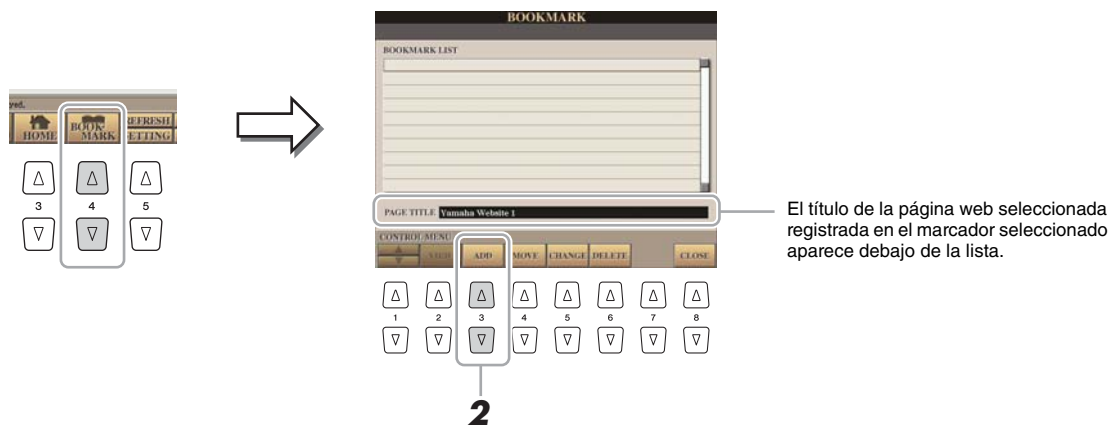 BOOKMARK
BOOKMARK LIST
yed.
HOME
BOOK
MARK
REFRESH
SETTING
3
4
5
PAGE TITLE Yamaha Website 1
CONTROL MENU
VIEW
ADD
MOVE
CHANGE
DELETE
CLOSE
1
2
3
4
5
6
7
8
2
El título de la página web seleccionada
registrada en el marcador seleccionado
aparece debajo de la lista.